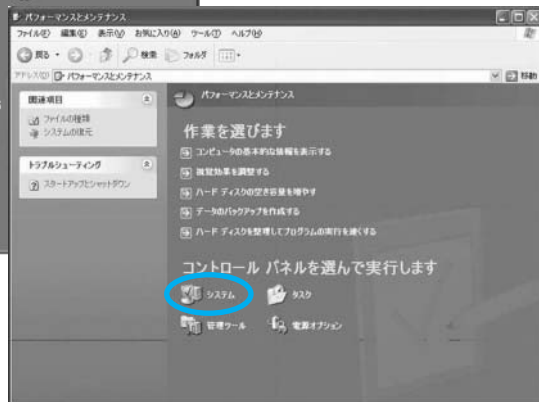 パフォーマンスとメンテナンス
ファイル(F) 編集(E) 表示(V) お気に入り(A) ツール(T) ヘルプ(H)
戻る 検索 フォルダ
アドレス(D) パフォーマンスとメンテナンス 移動
関連項目
ファイルの種類
システムの復元
トラブルシューティング
スタートアップとシャットダウン
パフォーマンスとメンテナンス
作業を選びます
コンピュータの基本的な情報を表示する
視覚効果を調整する
ハード ディスクの空き容量を増やす
データのバックアップを作成する
ハード ディスクを整理してプログラムの実行を速くする
コントロール パネルを選んで実行します
システム タスク
管理ツール 電源オプション